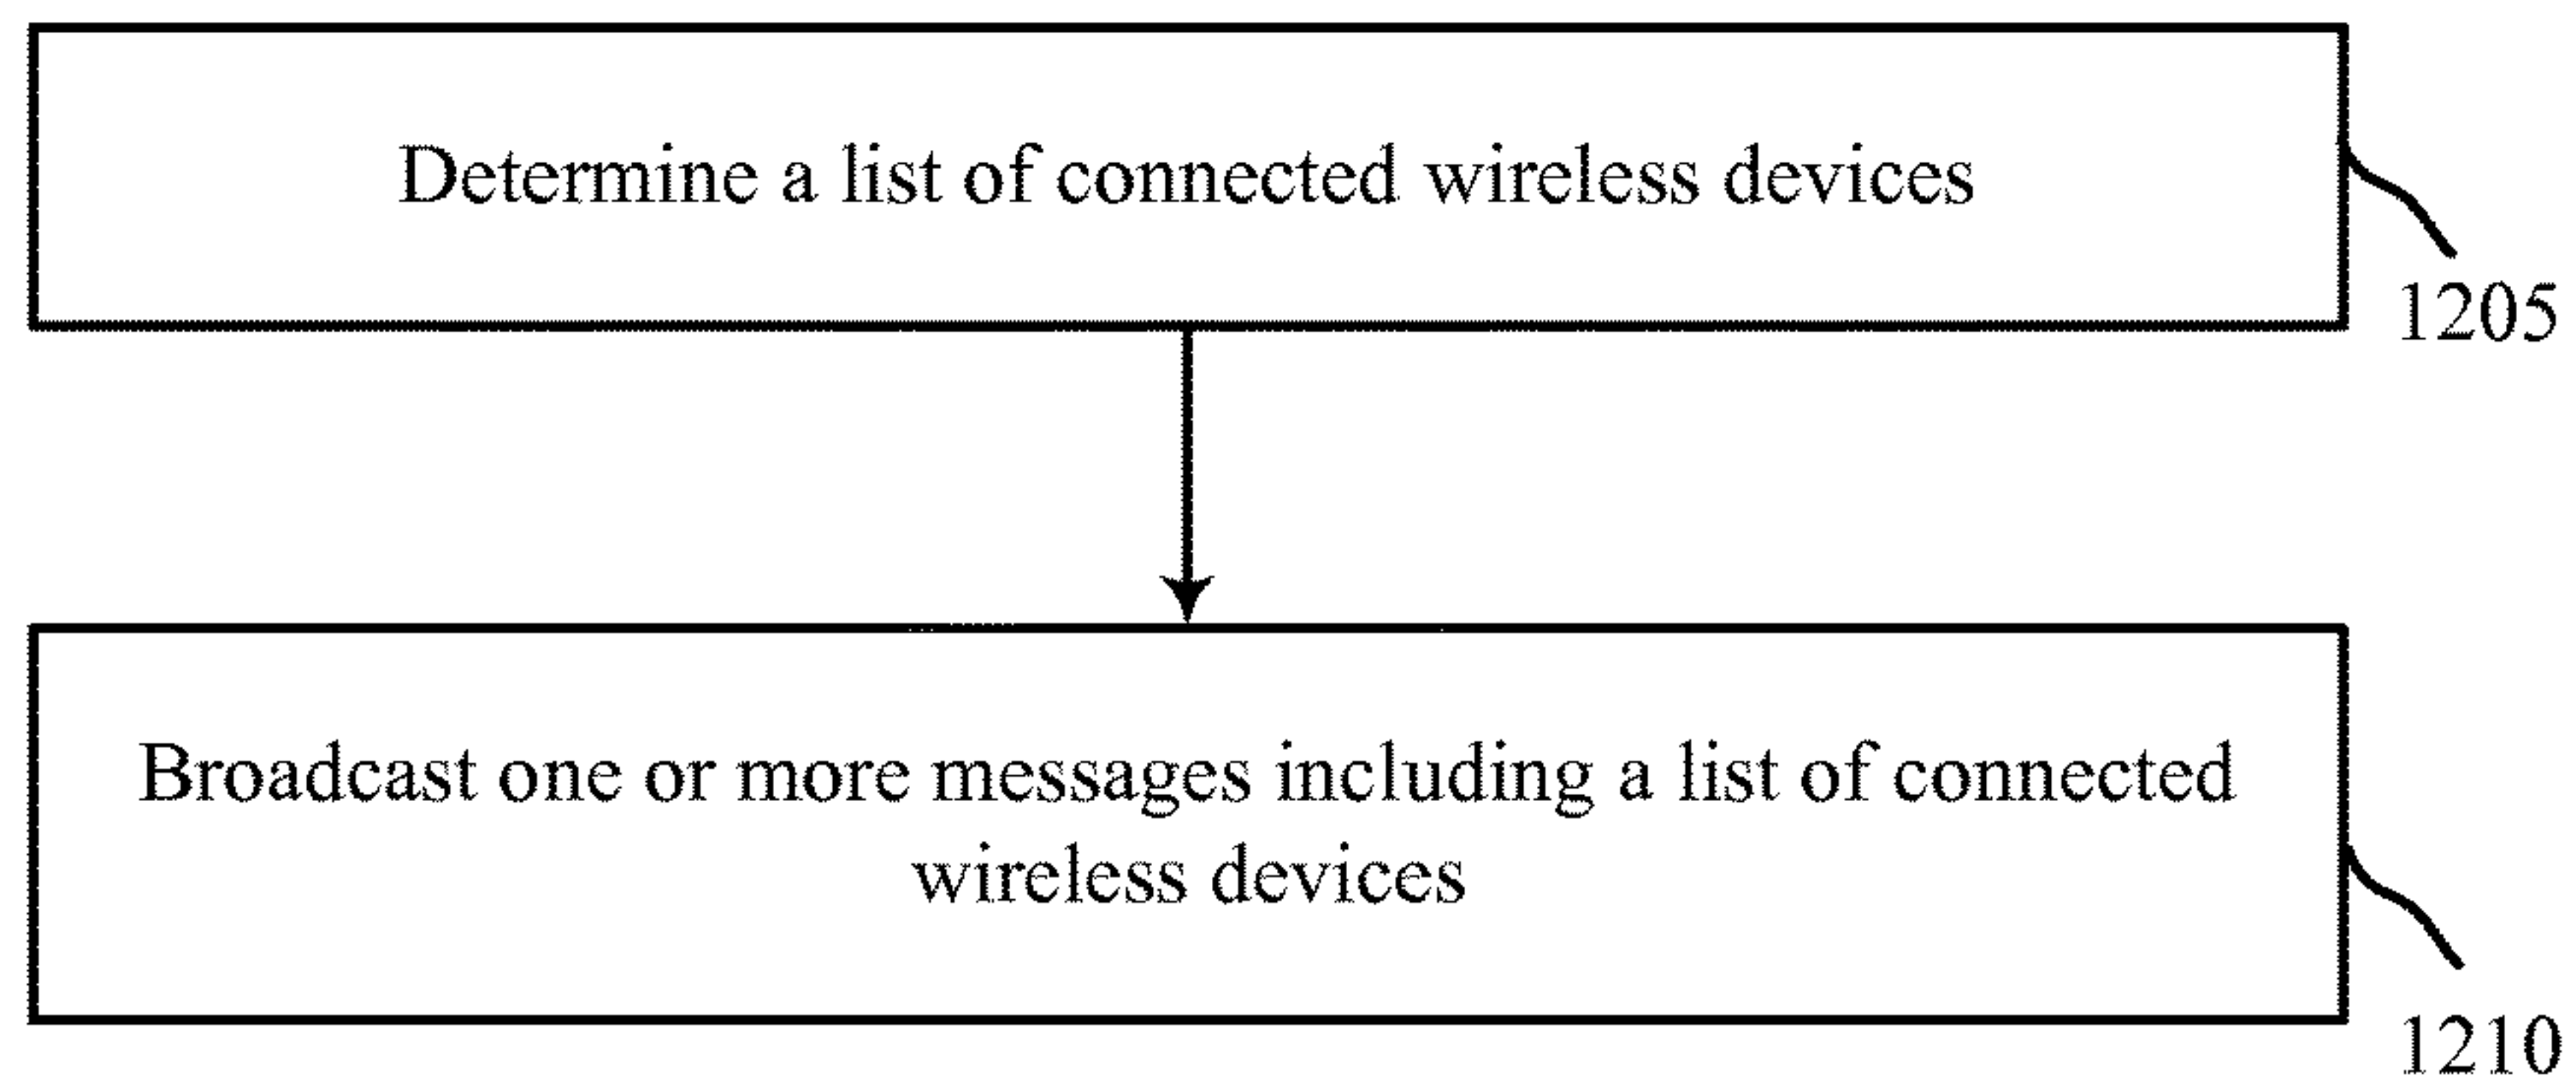 Determine a list of connected wireless devices
1205
Broadcast one or more messages including a list of connected
wireless devices
1210